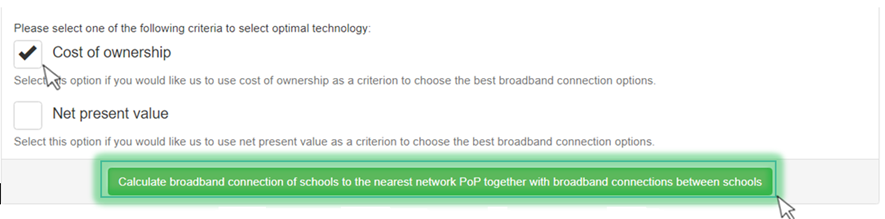 Please select one of the following criteria to select optimal technology:
Cost of ownership
Select this option if you would like us to use cost of ownership as a criterion to choose the best broadband connection options.
Net present value
Select this option if you would like us to use net present value as a criterion to choose the best broadband connection options.
Calculate broadband connection of schools to the nearest network PoP together with broadband connections between schools